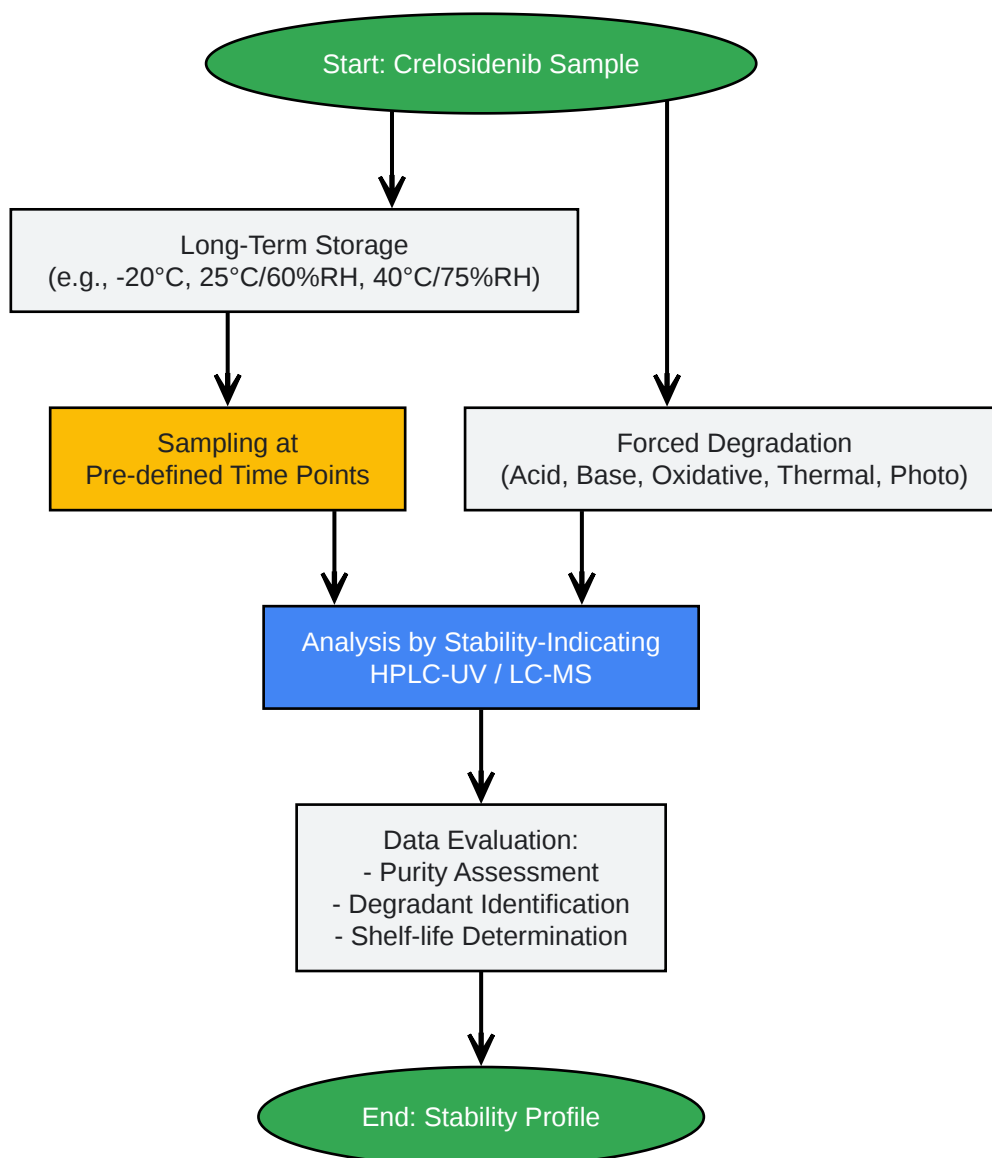 Start: Crelosidenib Sample
Long-Term Storage
(e.g., -20°C, 25°C/60%RH, 40°C/75%RH)
Sampling at
Pre-defined Time Points
Forced Degradation
(Acid, Base, Oxidative, Thermal, Photo)
Analysis by Stability-Indicating
HPLC-UV / LC-MS
Data Evaluation:
- Purity Assessment
- Degradant Identification
- Shelf-life Determination
End: Stability Profile